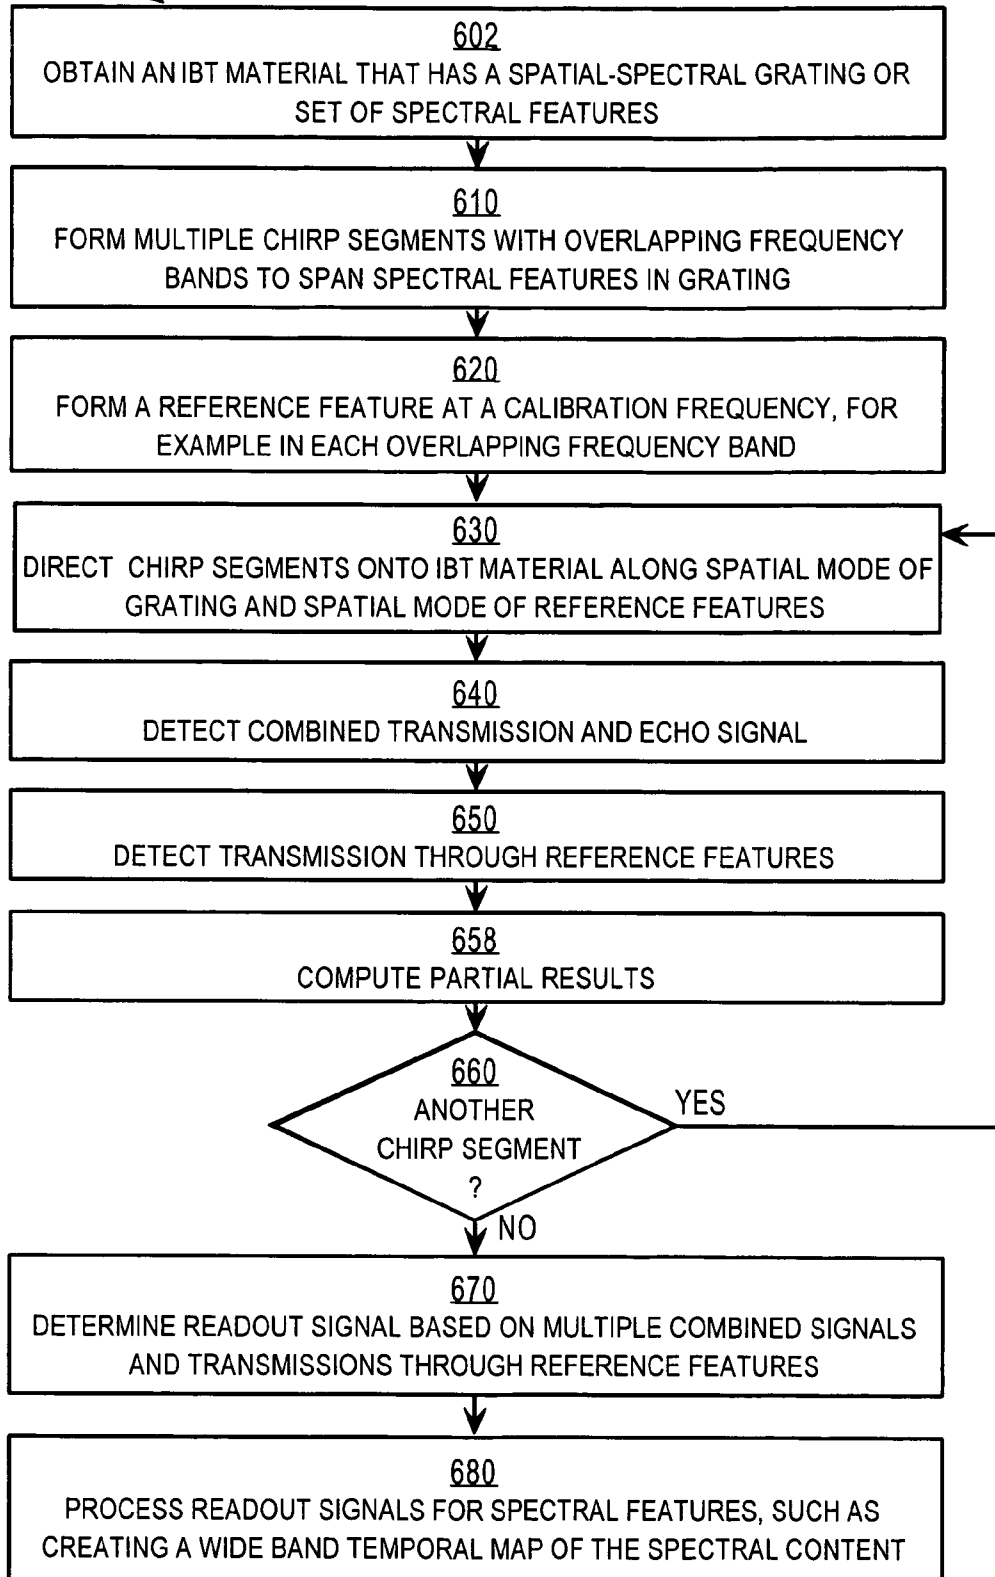 602
OBTAIN AN IBT MATERIAL THAT HAS A SPATIAL-SPECTRAL GRATING OR
SET OF SPECTRAL FEATURES
610
FORM MULTIPLE CHIRP SEGMENTS WITH OVERLAPPING FREQUENCY
BANDS TO SPAN SPECTRAL FEATURES IN GRATING
620
FORM A REFERENCE FEATURE AT A CALIBRATION FREQUENCY, FOR
EXAMPLE IN EACH OVERLAPPING FREQUENCY BAND
630
DIRECT CHIRP SEGMENTS ONTO IBT MATERIAL ALONG SPATIAL MODE OF
GRATING AND SPATIAL MODE OF REFERENCE FEATURES
640
DETECT COMBINED TRANSMISSION AND ECHO SIGNAL
650
DETECT TRANSMISSION THROUGH REFERENCE FEATURES
658
COMPUTE PARTIAL RESULTS
660
ANOTHER
CHIRP SEGMENT
?
YES
NO
670
DETERMINE READOUT SIGNAL BASED ON MULTIPLE COMBINED SIGNALS
AND TRANSMISSIONS THROUGH REFERENCE FEATURES
680
PROCESS READOUT SIGNALS FOR SPECTRAL FEATURES, SUCH AS
CREATING A WIDE BAND TEMPORAL MAP OF THE SPECTRAL CONTENT